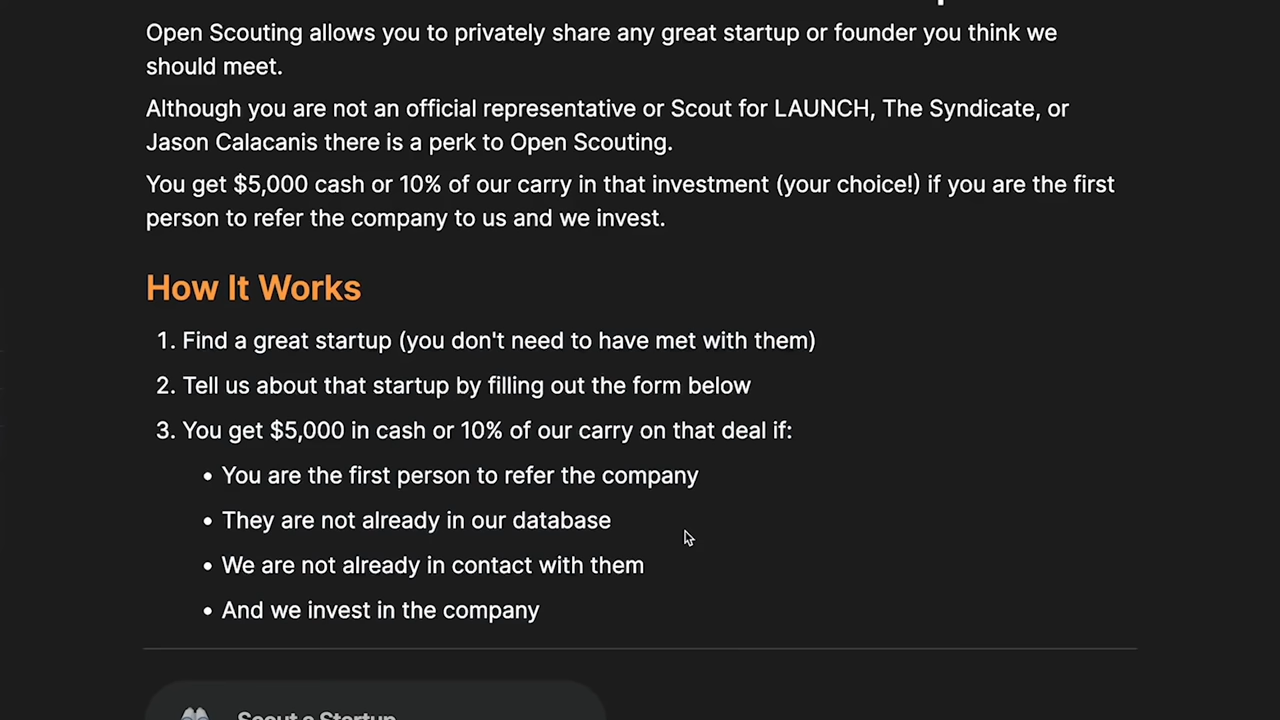 Open Scouting allows you to privately share any great startup or founder you think we
should meet.
Although you are not an official representative or Scout for LAUNCH, The Syndicate, or
Jason Calacanis there is a perk to Open Scouting.
You get $5,000 cash or 10% of our carry in that investment (your choice!) if you are the first
person to refer the company to us and we invest.
How It Works
1. Find a great startup (you don't need to have met with them)
2. Tell us about that startup by filling out the form below
3. You get $5,000 in cash or 10% of our carry on that deal if:
• You are the first person to refer the company
• They are not already in our database
• We are not already in contact with them
• And we invest in the company
Scout a Startup